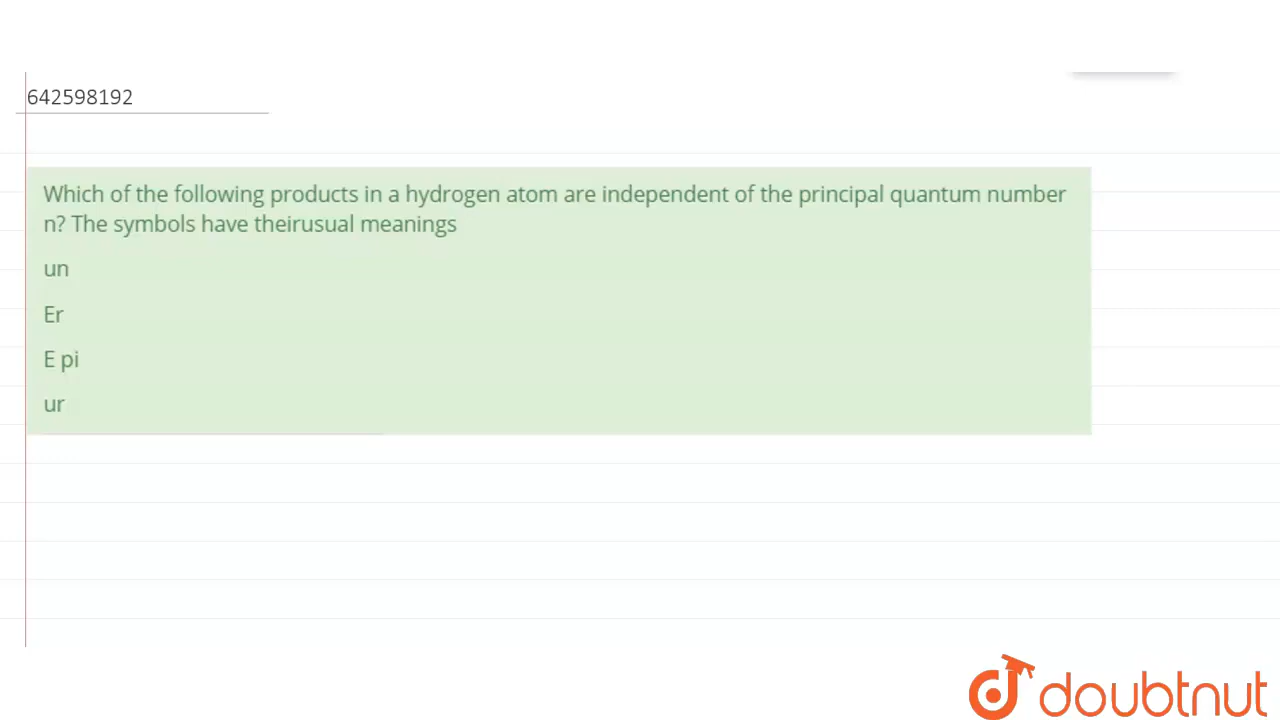 642598192
Which of the following products in a hydrogen atom are independent of the principal quantum number
n? The symbols have theirusual meanings
un
Er
E pi
ur
doubtnut